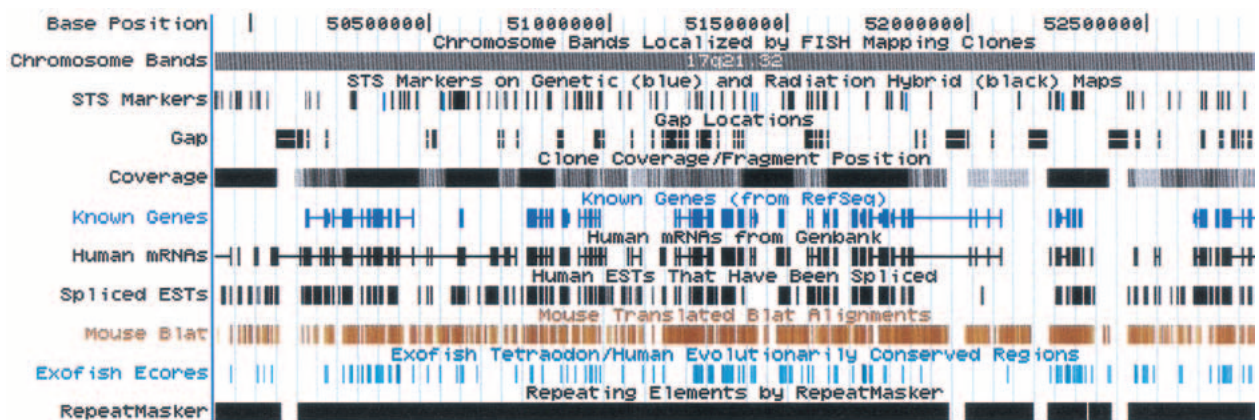 Base Position 50500000| 51000000| 51500000| 52000000| 52500000|
Chromosome Bands Localized by FISH Mapping Clones
Chromosome Bands 17q21.32
STS Markers on Genetic (blue) and Radiation Hybrid (black) Maps
STS Markers
Gap Locations
Gap
Clone Coverage/Fragment Position
Coverage
Known Genes (from RefSeq)
Known Genes
Human mRNAs from Genbank
Human mRNAs
Human ESTs That Have Been Spliced
Spliced ESTs
Mouse Translated Blat Alignments
Mouse Blat
Exofish Tetraodon/Human Evolutionarily Conserved Regions
Exofish Ecores
Repeating Elements by RepeatMasker
RepeatMasker